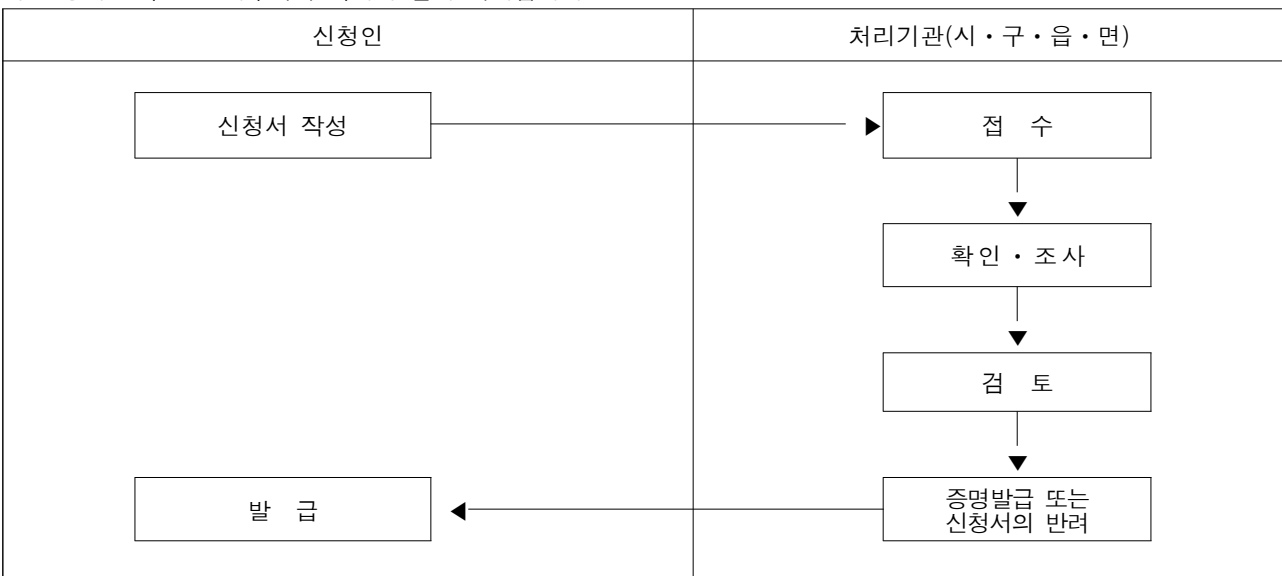 신청인
처리기관(시・구・읍・면)
신청서 작성
접 수
확인・조사
검 토
증명발급 또는
신청서의 반려
발 급